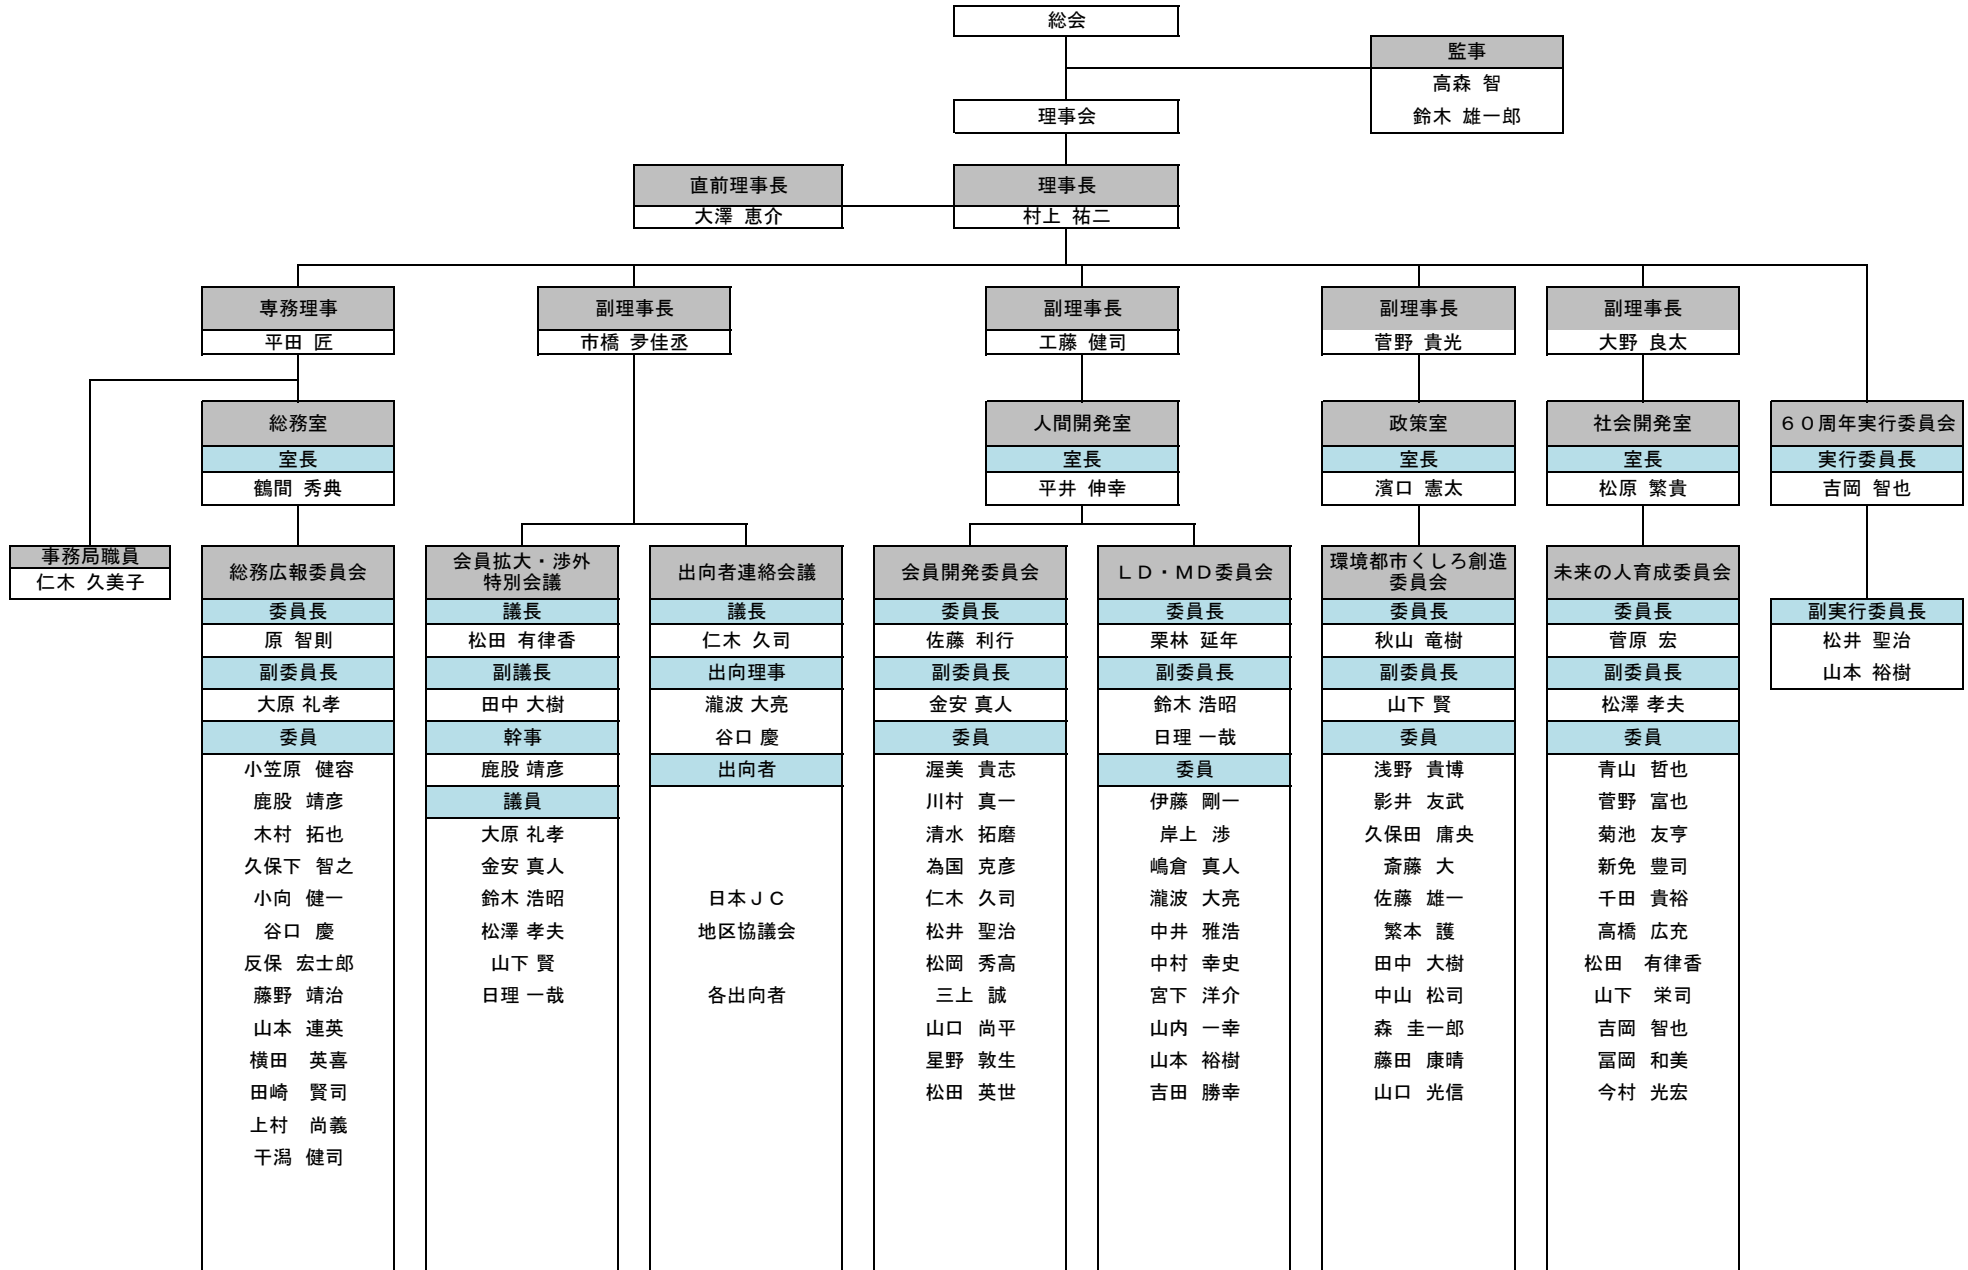 総会
監事
高森 智
鈴木 雄一郎
理事会
直前理事長
大澤 恵介
理事長
村上 祐二
専務理事
平田 匠
副理事長
市橋 多佳丞
副理事長
工藤 健司
副理事長
菅野 貴光
副理事長
大野 良太
総務室
室長
鶴間 秀典
人間開発室
室長
平井 伸幸
政策室
室長
濱口 憲太
社会開発室
室長
松原 繁貴
60周年実行委員会
実行委員長
吉岡 智也
事務局職員
仁木 久美子
総務広報委員会
委員長
原 智則
副委員長
大原 礼孝
委員
小笠原 健容
鹿股 靖彦
木村 拓也
久保下 智之
小向 健一
谷口 慶
反保 宏士郎
藤野 靖治
山本 連英
横田 英喜
田崎 賢司
上村 尚義
干潟 健司
会員拡大・渉外
特別会議
議長
松田 有律香
副議長
田中 大樹
幹事
鹿股 靖彦
議員
大原 礼孝
金安 真人
鈴木 浩昭
松澤 孝夫
山下 賢
日理 一哉
出向者連絡会議
議長
仁木 久司
出向理事
瀧波 大亮
谷口 慶
出向者
日本JC
地区協議会
各出向者
会員開発委員会
委員長
佐藤 利行
副委員長
金安 真人
委員
渥美 貴志
川村 真一
清水 拓磨
為国 克彦
仁木 久司
松井 聖治
松岡 秀高
三上 誠
山口 尚平
星野 敦生
松田 英世
LD・MD委員会
委員長
栗林 延年
副委員長
鈴木 浩昭
日理 一哉
委員
伊藤 剛一
岸上 渉
嶋倉 真人
瀧波 大亮
中井 雅浩
中村 幸史
宮下 洋介
山内 一幸
山本 裕樹
吉田 勝幸
環境都市くしろ創造
委員会
委員長
秋山 竜樹
副委員長
山下 賢
委員
浅野 貴博
影井 友武
久保田 庸央
斎藤 大
佐藤 雄一
繁本 護
田中 大樹
中山 松司
森 圭一郎
藤田 康晴
山口 光信
未来の人育成委員会
委員長
菅原 宏
副委員長
松澤 孝夫
委員
青山 哲也
菅野 富也
菊池 友亨
新免 豊司
千田 貴裕
高橋 広充
松田 有律香
山下 栄司
吉岡 智也
冨岡 和美
今村 光宏
副実行委員長
松井 聖治
山本 裕樹